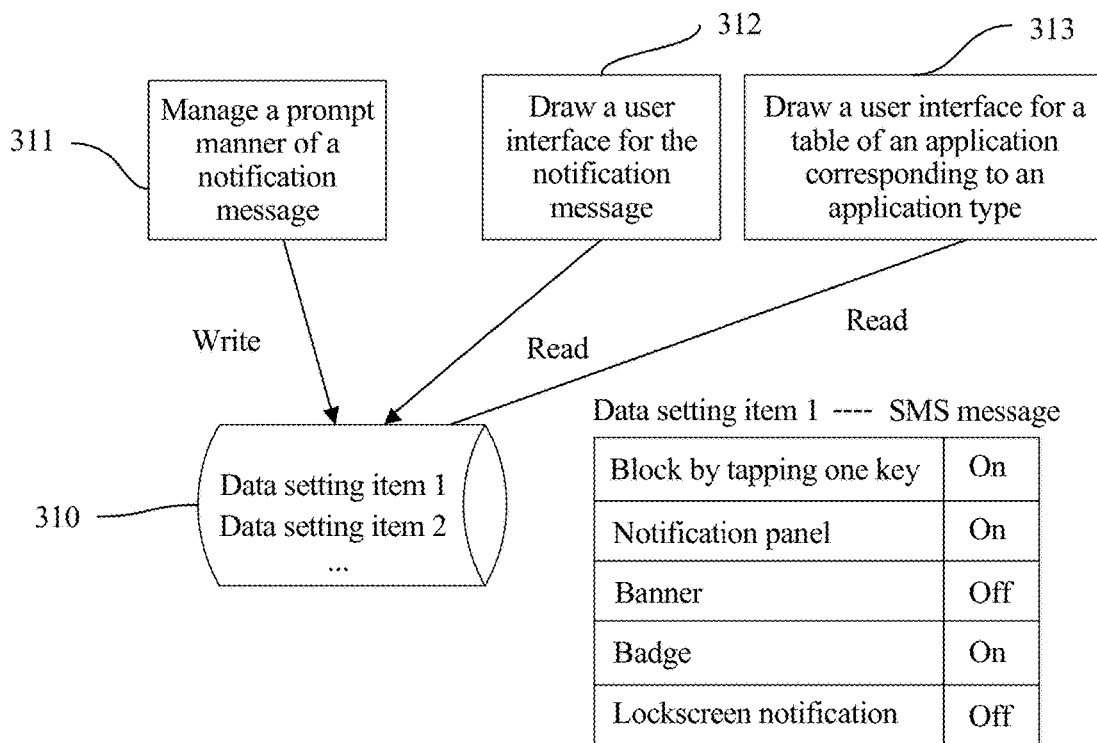 312
313
311
Manage a prompt
manner of a
notification
message
Draw a user
interface for the
notification
message
Draw a user interface for a
table of an application
corresponding to an
application type
Write
Read
Read
310
Data setting item 1
Data setting item 2
...
Data setting item 1 ---- SMS message
Block by tapping one key On
Notification panel On
Banner Off
Badge On
Lockscreen notification Off